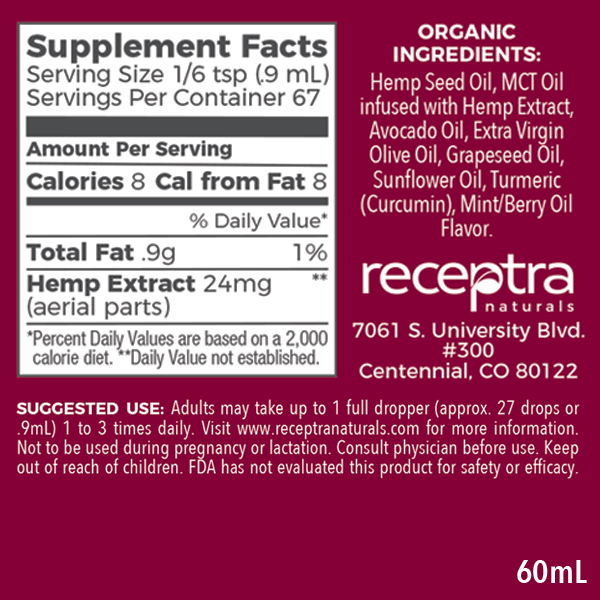 Supplement Facts
Serving Size 1/6 tsp (.9 mL)
Servings Per Container 67
Amount Per Serving
Calories 8 Cal from Fat 8
% Daily Value*
Total Fat .9g 1%
Hemp Extract 24mg **
(aerial parts)
*Percent Daily Values are based on a 2,000
calorie diet. **Daily Value not established.
ORGANIC
INGREDIENTS:
Hemp Seed Oil, MCT Oil
infused with Hemp Extract,
Avocado Oil, Extra Virgin
Olive Oil, Grapeseed Oil,
Sunflower Oil, Turmeric
(Curcumin), Mint/Berry Oil
Flavor.
receptra
naturals
7061 S. University Blvd.
#300
Centennial, CO 80122
SUGGESTED USE: Adults may take up to 1 full dropper (approx. 27 drops or
.9mL) 1 to 3 times daily. Visit www.receptranaturals.com for more information.
Not to be used during pregnancy or lactation. Consult physician before use. Keep
out of reach of children. FDA has not evaluated this product for safety or efficacy.
60mL